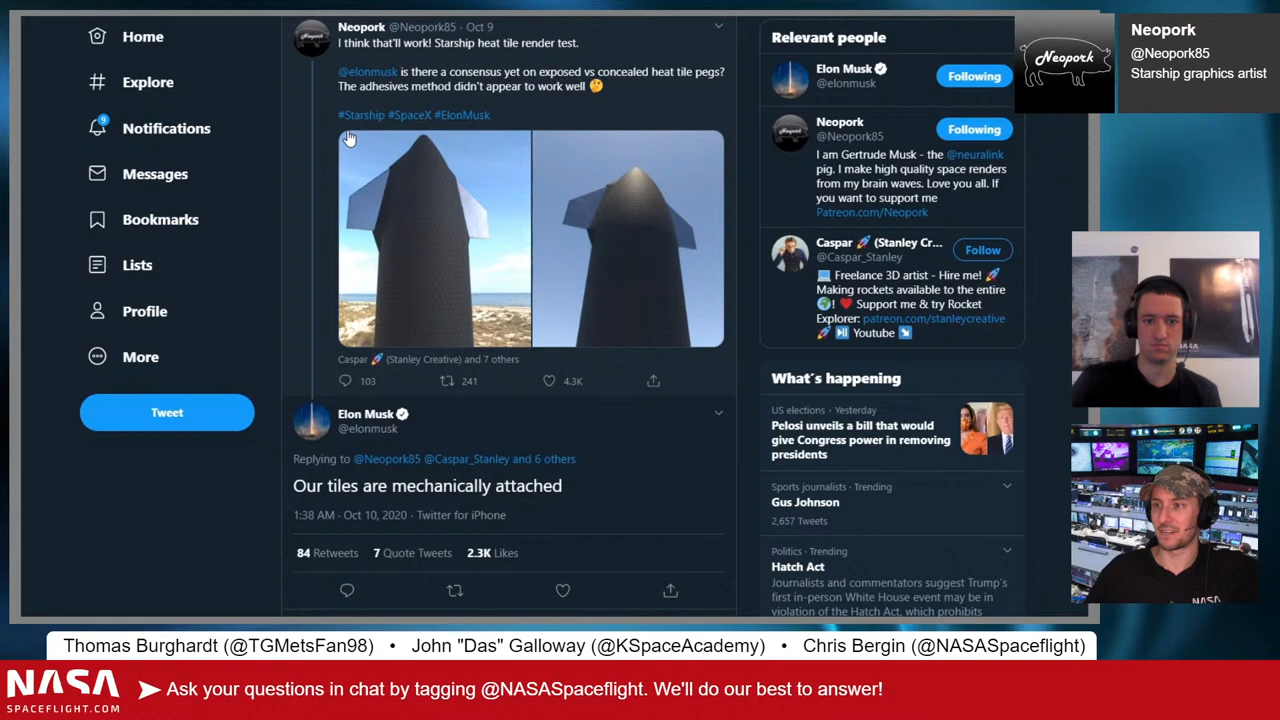 Home
Explore
9
Notifications
Messages
Bookmarks
Lists
Profile
More
Tweet
Neopork @Neopork85 · Oct 9
I think that'll work! Starship heat tile render test.
@elonmusk is there a consensus yet on exposed vs concealed heat tile pegs?
The adhesives method didn't appear to work well 🤔
#Starship #SpaceX #ElonMusk
Caspar 🚀 (Stanley Creative) and 7 others
103 241 4.3K
Elon Musk
@elonmusk
Replying to @Neopork85 @Caspar_Stanley and 6 others
Our tiles are mechanically attached
1:38 AM · Oct 10, 2020 · Twitter for iPhone
84 Retweets 7 Quote Tweets 2.3K Likes
Relevant people
Elon Musk
@elonmusk
Following
Neopork
@Neopork85
Following
I am Gertrude Musk - the @neuralink
pig. I make high quality space renders
from my brain waves. Love you all. If
you want to support me
Patreon.com/Neopork
Caspar 🚀 (Stanley Cr...
@Caspar_Stanley
Follow
💻 Freelance 3D artist - Hire me! 🚀
Making rockets available to the entire
🌍! ❤️ Support me & try Rocket
Explorer: patreon.com/stanleycreative
🚀 ⏯ Youtube ↘
What's happening
US elections · Yesterday
Pelosi unveils a bill that would
give Congress power in removing
presidents
Sports journalists · Trending
Gus Johnson
2,657 Tweets
Politics · Trending
Hatch Act
Journalists and commentators suggest Trump's
first in-person White House event may be in
violation of the Hatch Act, which prohibits
Neopork
Neopork
@Neopork85
Starship graphics artist
Thomas Burghardt (@TGMetsFan98) • John "Das" Galloway (@KSpaceAcademy) • Chris Bergin (@NASASpaceflight)
NASA
SPACEFLIGHT.COM
Ask your questions in chat by tagging @NASASpaceflight. We'll do our best to answer!